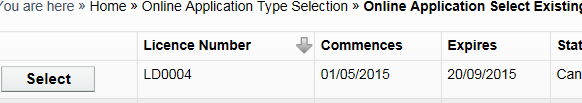 You are here » Home » Online Application Type Selection » Online Application Select Existing
Licence Number Commences Expires
Select LD0004 01/05/2015 20/09/2015